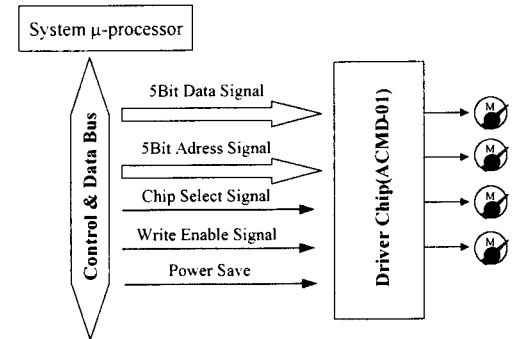 System μ-processor
Control & Data Bus
5Bit Data Signal
5Bit Adress Signal
Chip Select Signal
Write Enable Signal
Power Save
Driver Chip(ACMD-01)
M
M
M
M